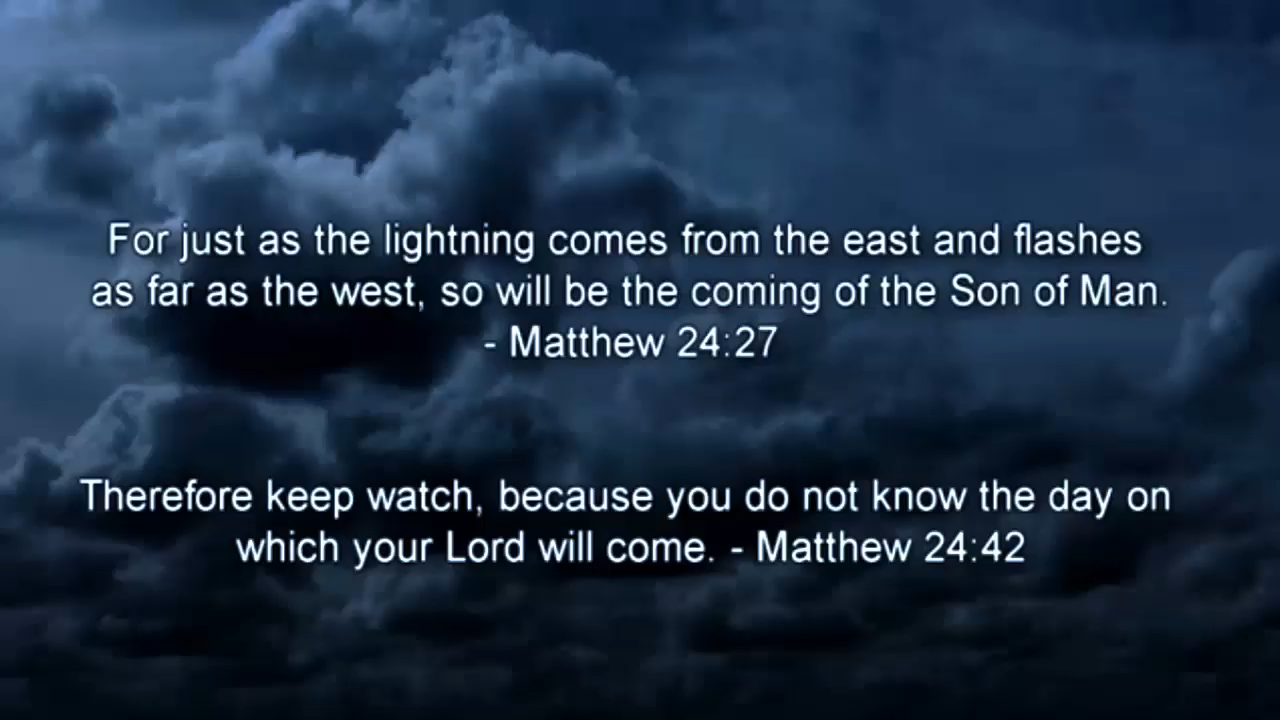 For just as the lightning comes from the east and flashes
as far as the west, so will be the coming of the Son of Man.
- Matthew 24:27
Therefore keep watch, because you do not know the day on
which your Lord will come. - Matthew 24:42